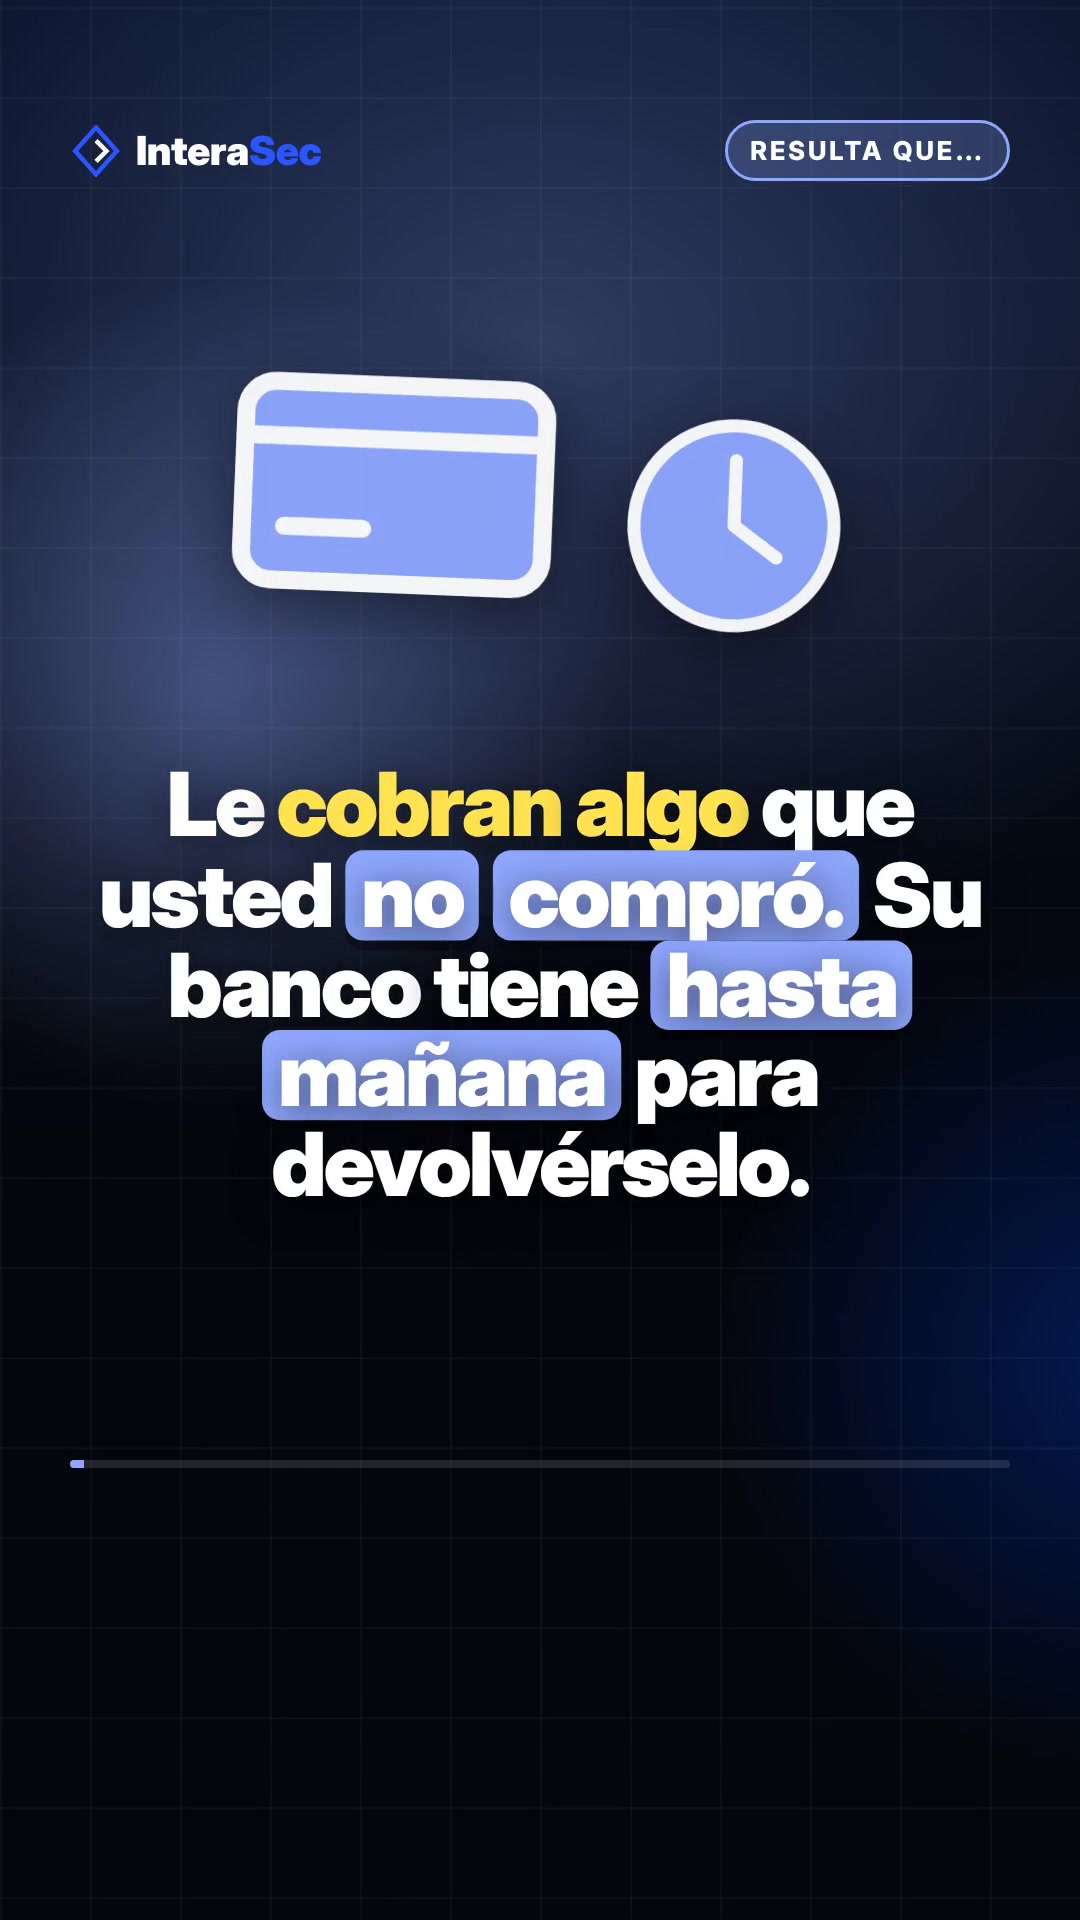 InteraSec
RESULTA QUE...
Le cobran algo que
usted no compró. Su
banco tiene hasta
mañana para
devolvérselo.